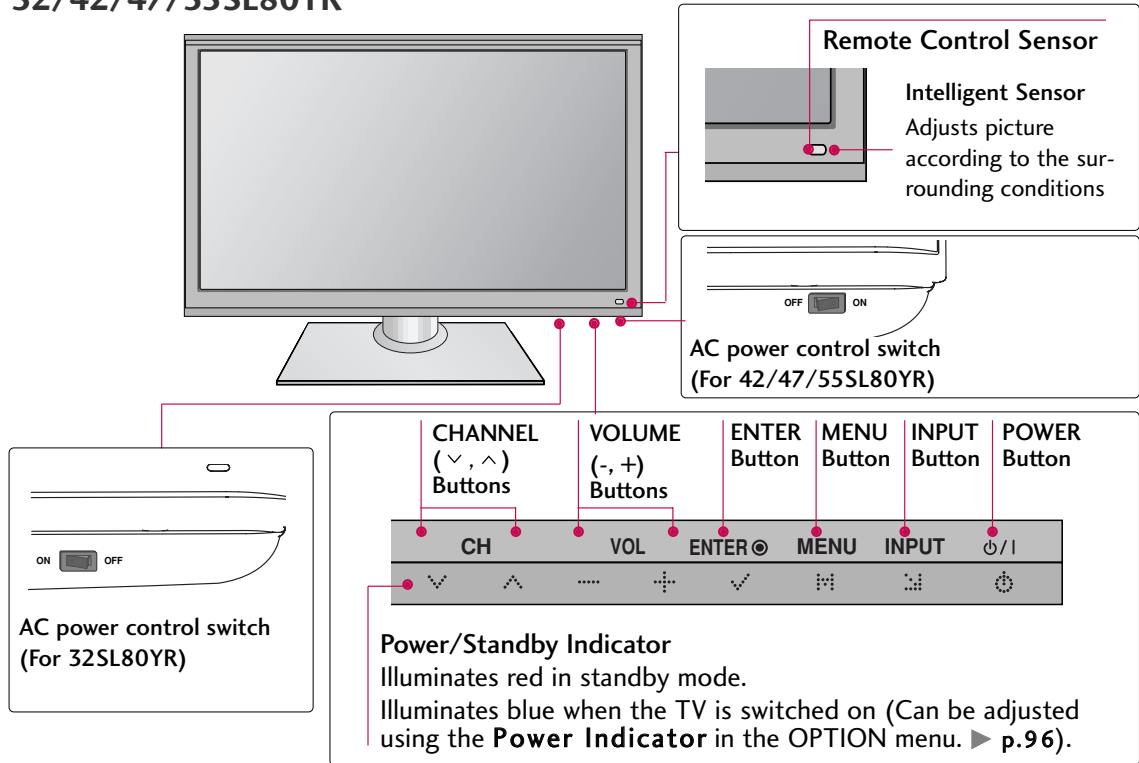 32/42/47/55SL80YR
Remote Control Sensor
Intelligent Sensor
Adjusts picture
according to the sur-
rounding conditions
OFF ON
AC power control switch
(For 42/47/55SL80YR)
ON OFF
AC power control switch
(For 32SL80YR)
CHANNEL
(﹀, ︿)
Buttons
VOLUME
(-, +)
Buttons
ENTER
Button
MENU
Button
INPUT
Button
POWER
Button
CH VOL ENTER◉ MENU INPUT ⏻/I
Power/Standby Indicator
Illuminates red in standby mode.
Illuminates blue when the TV is switched on (Can be adjusted
using the Power Indicator in the OPTION menu. ▶ p.96).